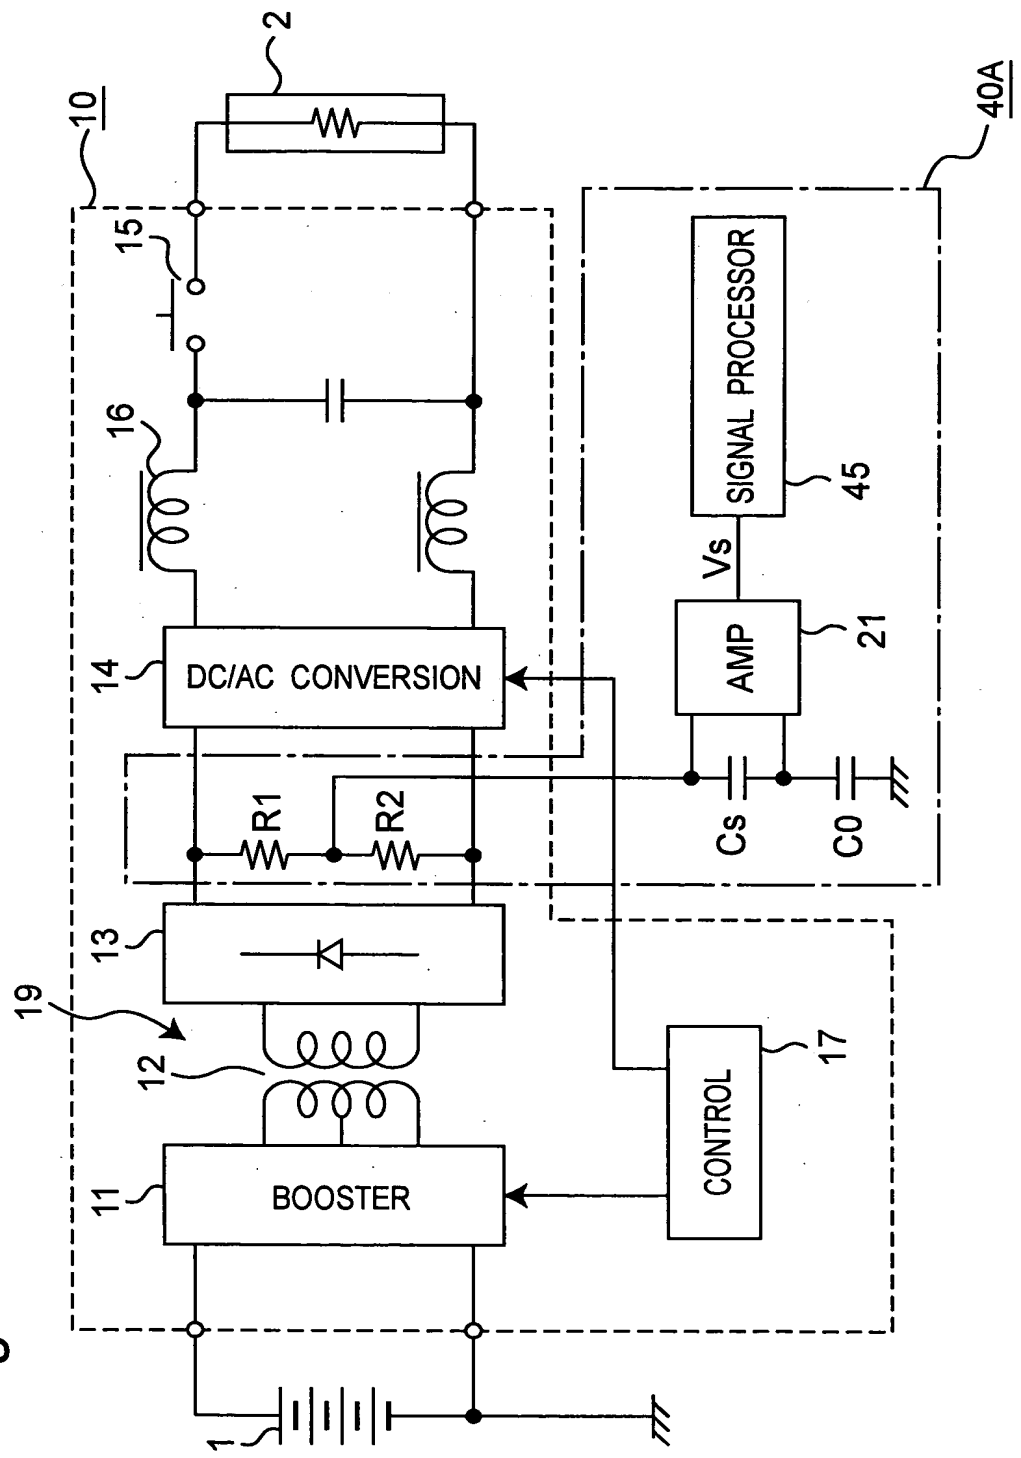 10
15
2
16
14
DC/AC CONVERSION
R1
R2
13
19
12
11
BOOSTER
1
CONTROL
17
Cs
C0
AMP
21
Vs
SIGNAL PROCESSOR
45
40A